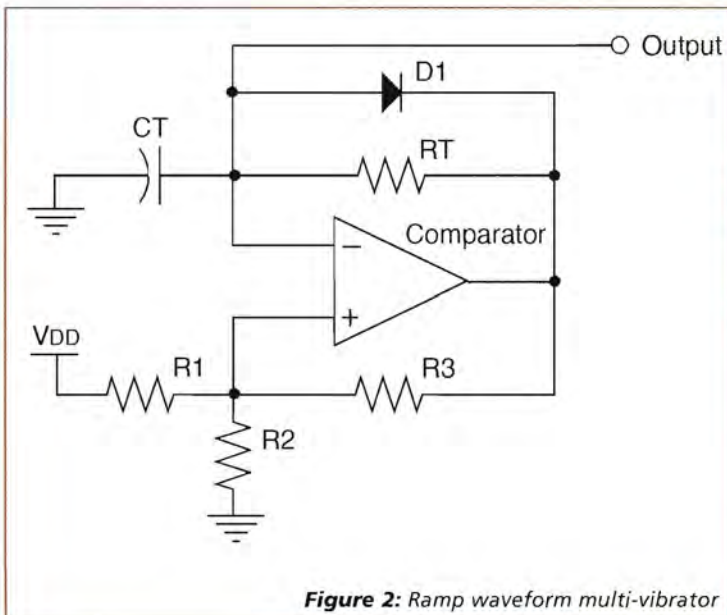 Output
D1
CT
RT
Comparator
−
+
VDD
R1
R3
R2
Figure 2: Ramp waveform multi-vibrator